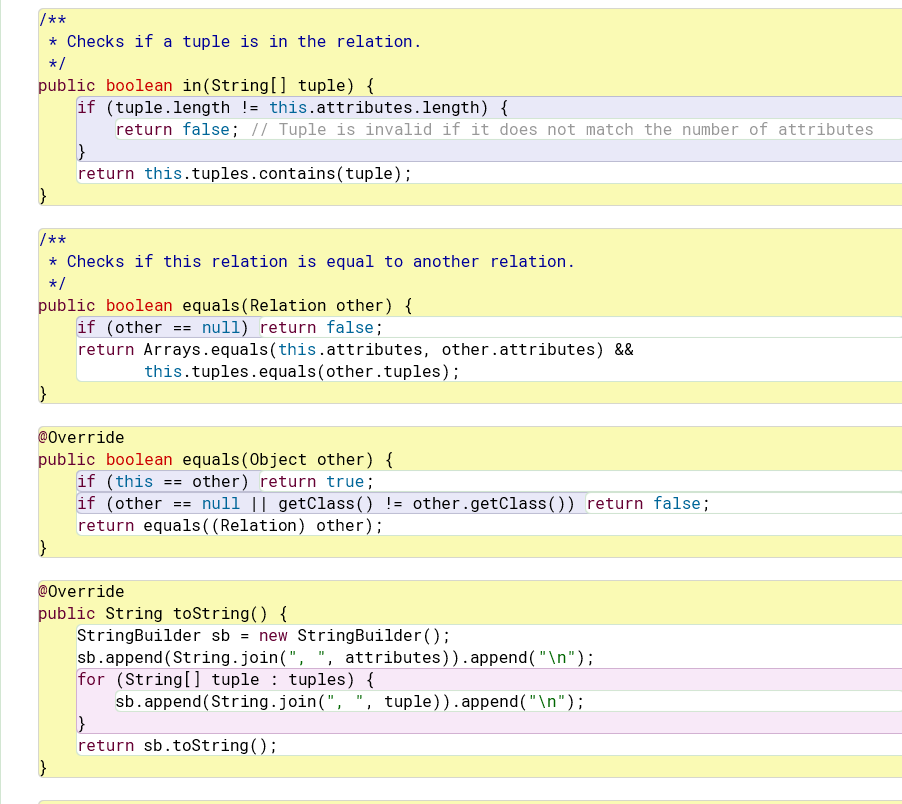 /**
 * Checks if a tuple is in the relation.
 */
public boolean in(String[] tuple) {
    if (tuple.length != this.attributes.length) {
        return false; // Tuple is invalid if it does not match the number of attributes
    }
    return this.tuples.contains(tuple);
}

/**
 * Checks if this relation is equal to another relation.
 */
public boolean equals(Relation other) {
    if (other == null) return false;
    return Arrays.equals(this.attributes, other.attributes) &&
           this.tuples.equals(other.tuples);
}

@Override
public boolean equals(Object other) {
    if (this == other) return true;
    if (other == null || getClass() != other.getClass()) return false;
    return equals((Relation) other);
}

@Override
public String toString() {
    StringBuilder sb = new StringBuilder();
    sb.append(String.join(", ", attributes)).append("\n");
    for (String[] tuple : tuples) {
        sb.append(String.join(", ", tuple)).append("\n");
    }
    return sb.toString();
}